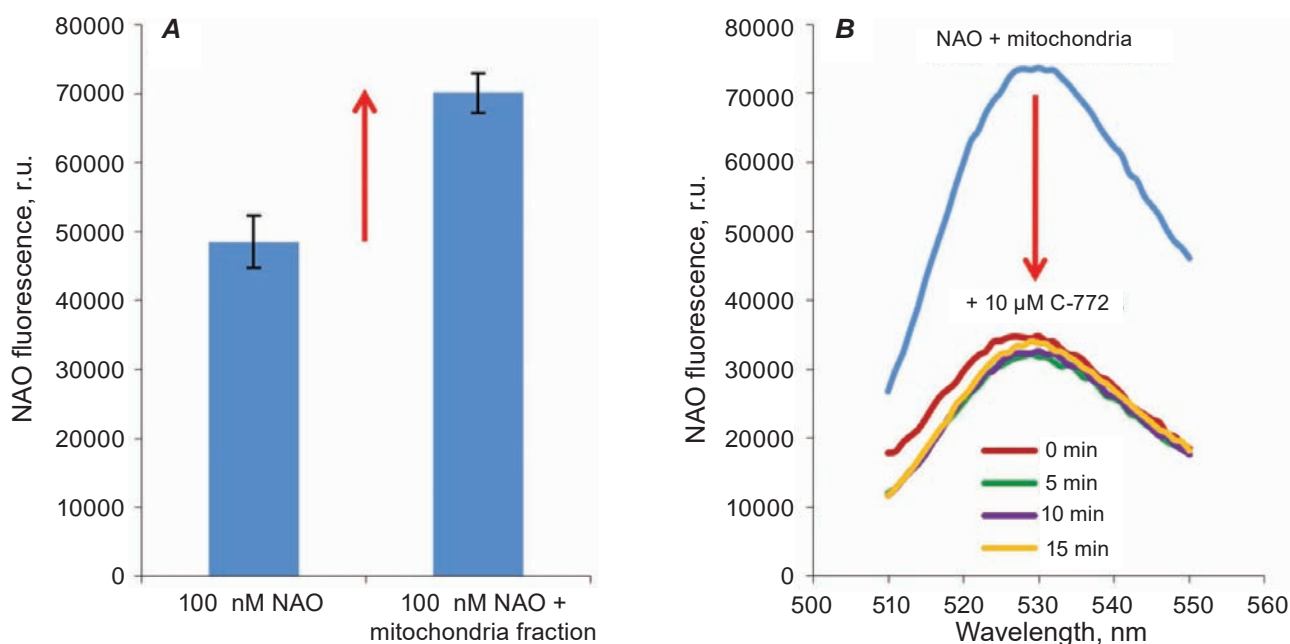 A
80000
70000
60000
50000
40000
30000
20000
10000
0
NAO fluorescence, r.u.
100 nM NAO
100 nM NAO +
mitochondria fraction
B
NAO + mitochondria
+ 10 µM C-772
80000
70000
60000
50000
40000
30000
20000
10000
0
NAO fluorescence, r.u.
0 min
5 min
10 min
15 min
500 510 520 530 540 550 560
Wavelength, nm